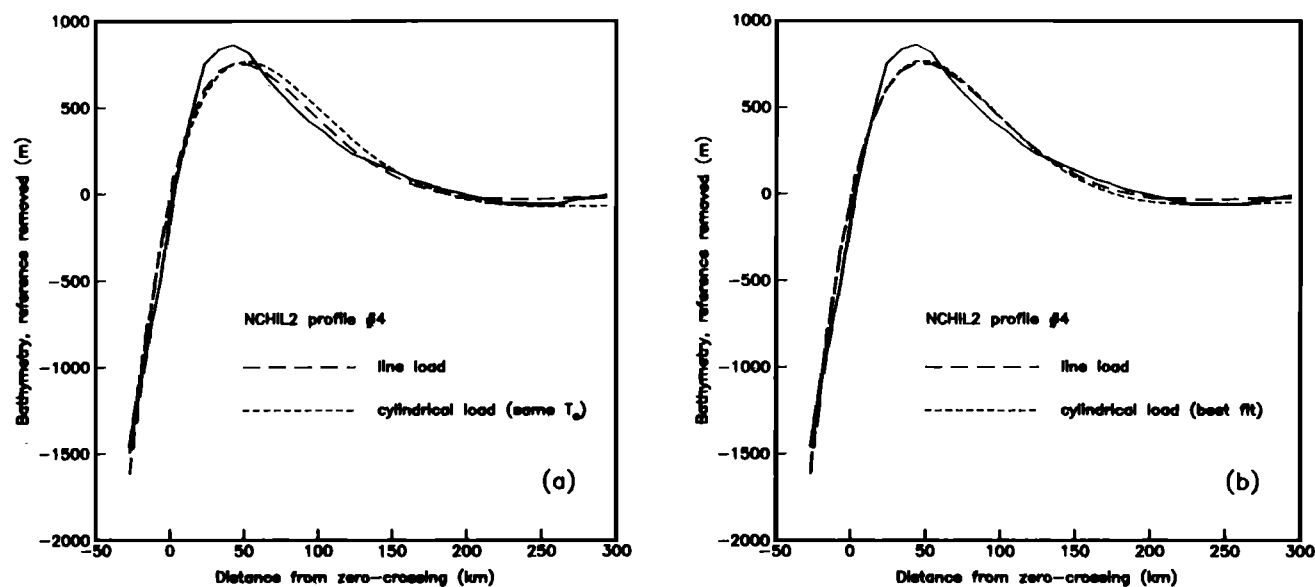 1000
500
0
−500
−1000
−1500
−2000
Bathymetry, reference removed (m)
NCHIL2 profile #4
line load
cylindrical load (same Te)
(a)
−50 0 50 100 150 200 250 300
Distance from zero-crossing (km)
1000
500
0
−500
−1000
−1500
−2000
Bathymetry, reference removed (m)
NCHIL2 profile #4
line load
cylindrical load (best fit)
(b)
−50 0 50 100 150 200 250 300
Distance from zero-crossing (km)